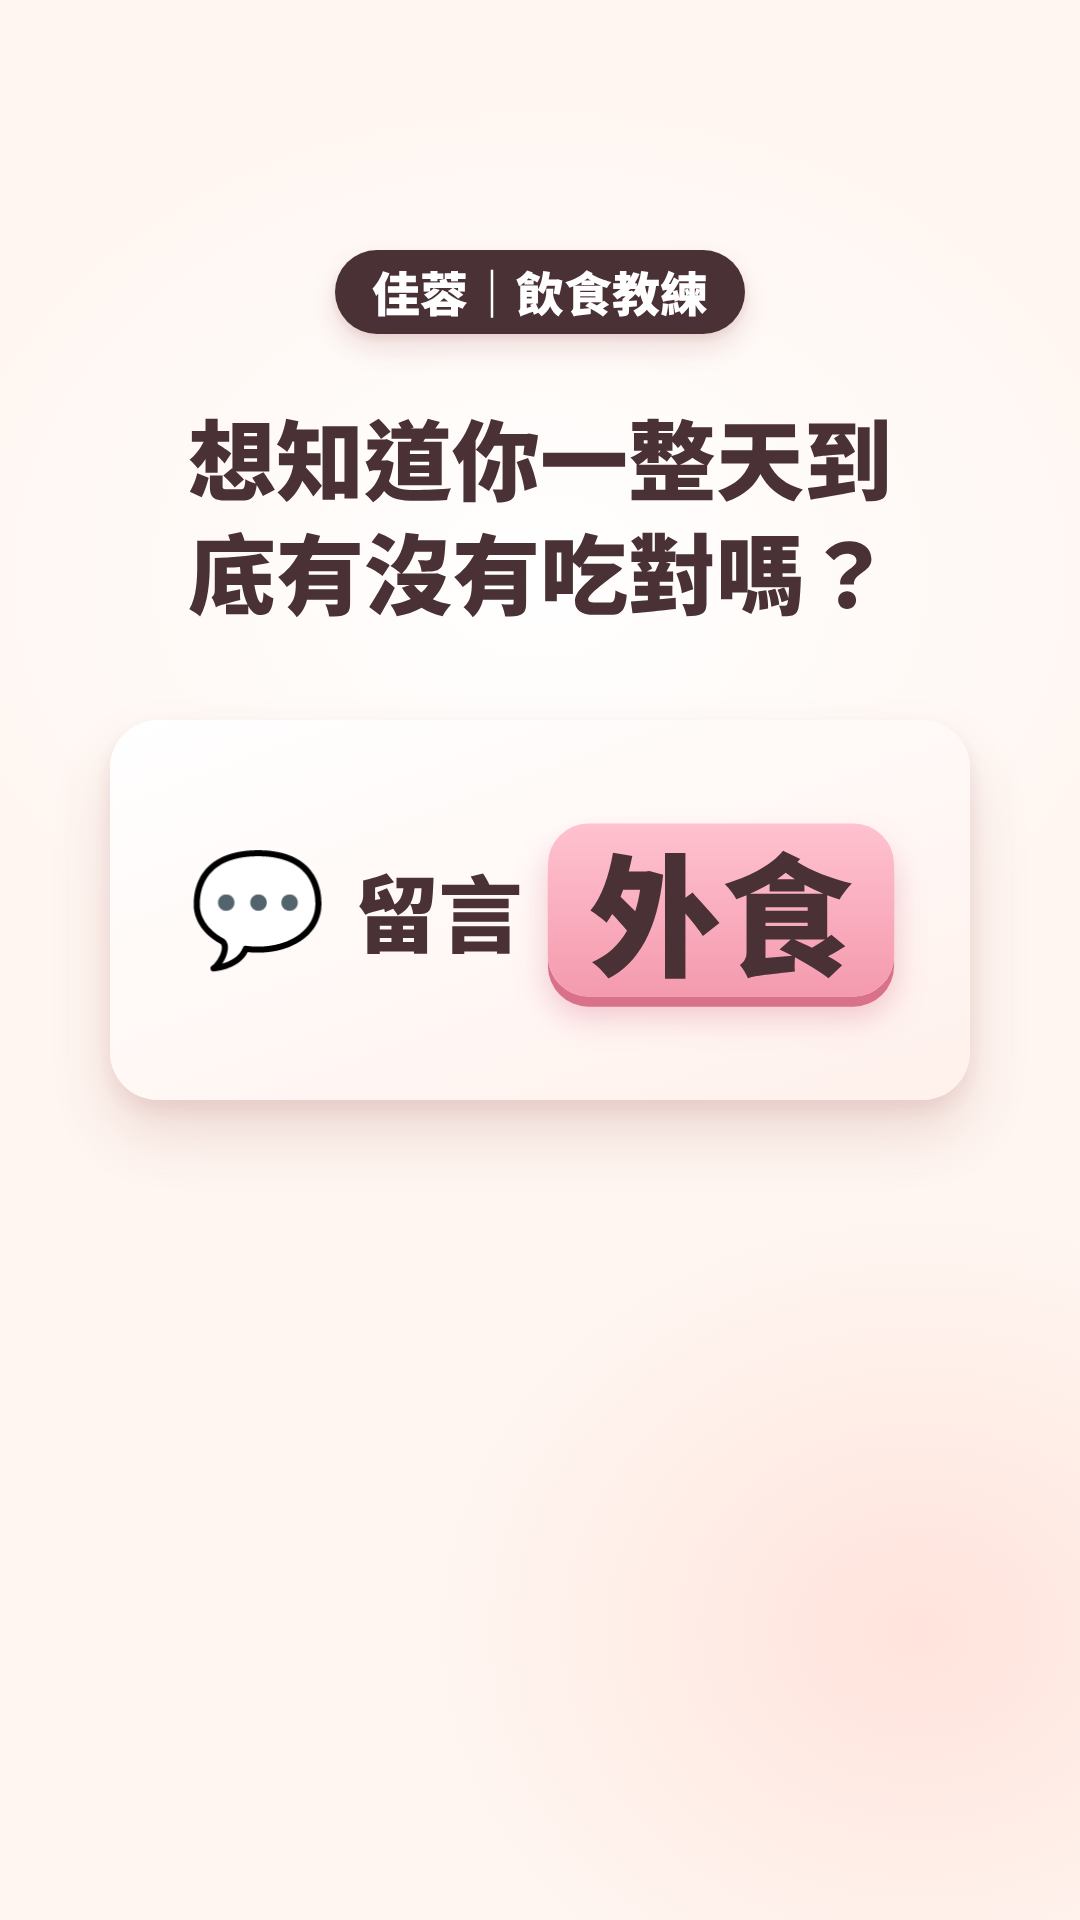 佳蓉｜飲食教練
想知道你一整天到
底有沒有吃對嗎？
💬 留言 外食